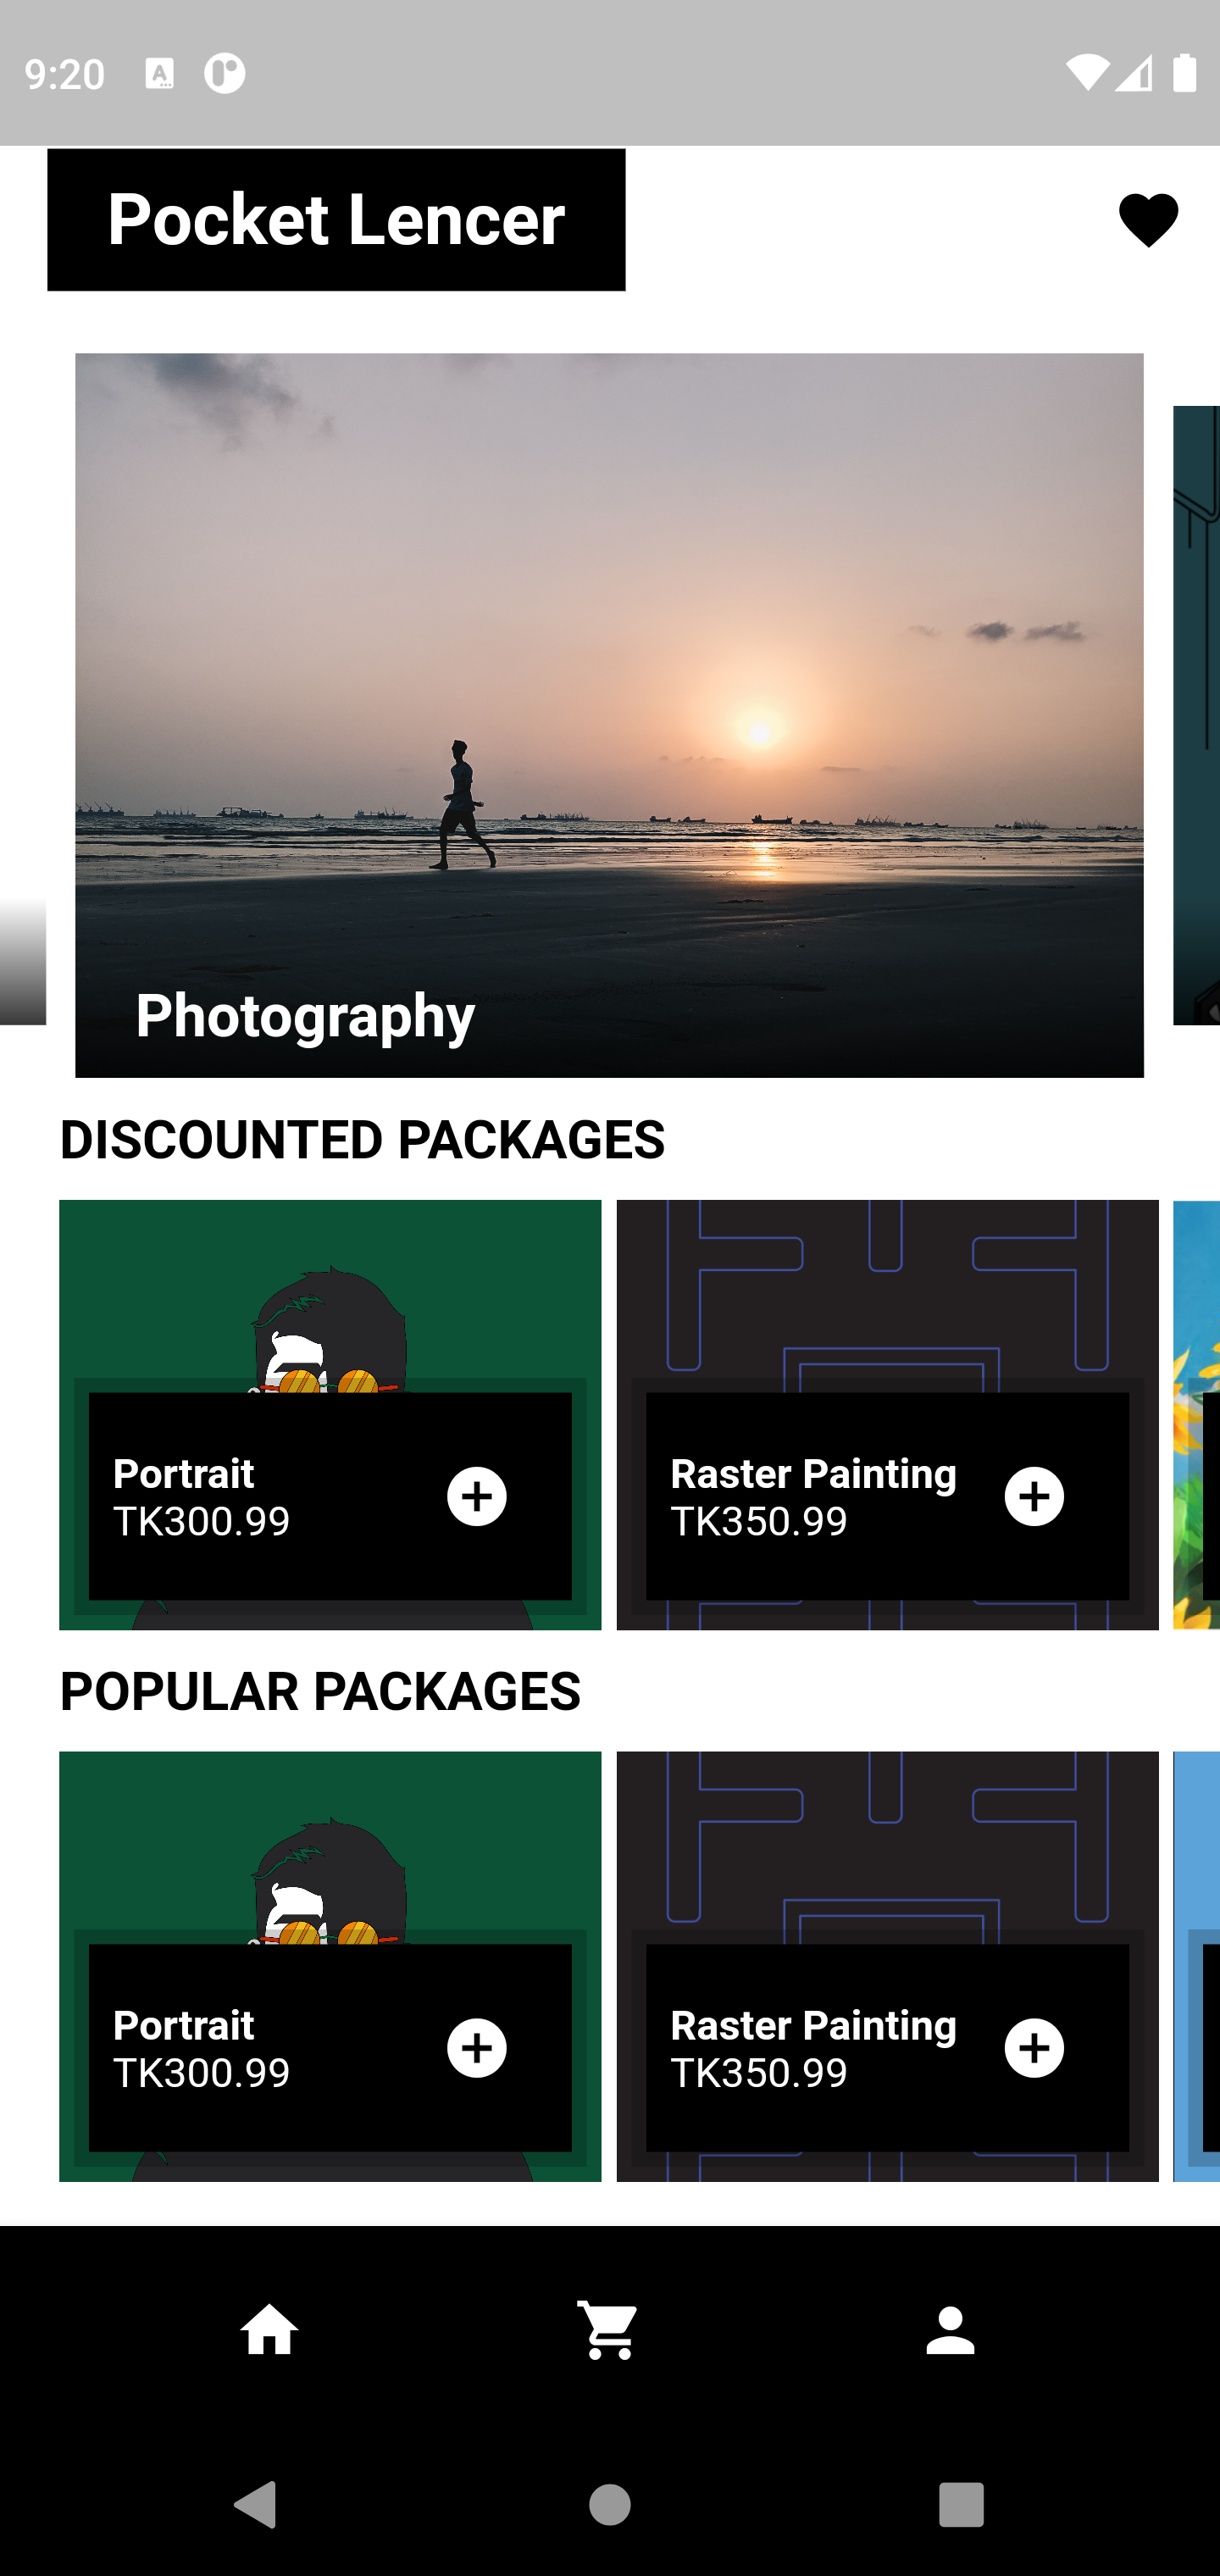 9:20
Pocket Lencer
Photography
DISCOUNTED PACKAGES
Portrait
TK300.99
Raster Painting
TK350.99
POPULAR PACKAGES
Portrait
TK300.99
Raster Painting
TK350.99